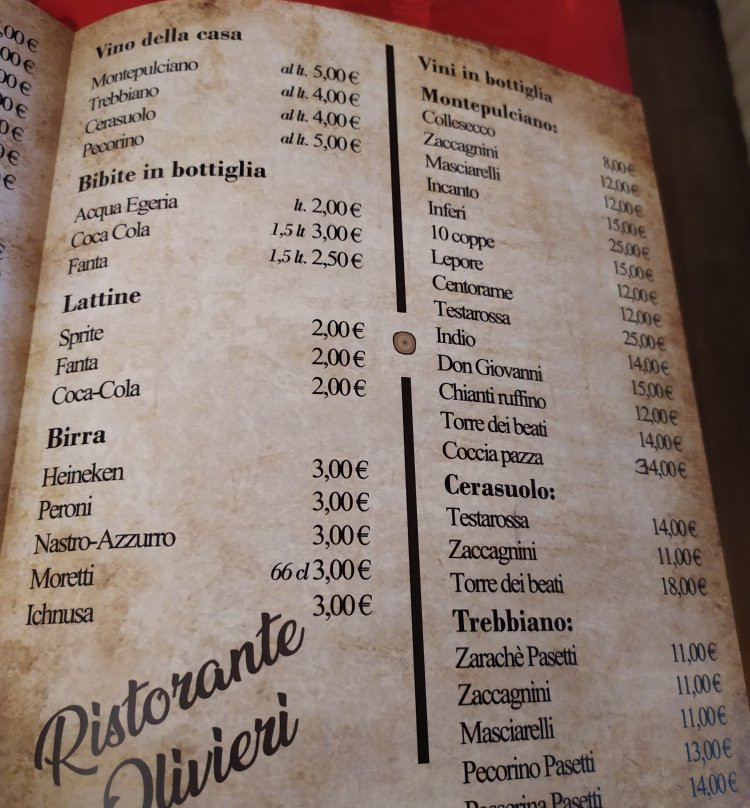 Vino della casa
Montepulciano al lt. 5,00€
Trebbiano al lt. 4,00€
Cerasuolo al lt. 4,00€
Pecorino al lt. 5,00€
Bibite in bottiglia
Acqua Egeria lt. 2,00€
Coca Cola 1,5 lt 3,00€
Fanta 1,5 lt. 2,50€
Lattine
Sprite 2,00€
Fanta 2,00€
Coca-Cola 2,00€
Birra
Heineken 3,00€
Peroni 3,00€
Nastro-Azzurro 3,00€
Moretti 66 cl 3,00€
Ichnusa 3,00€
Ristorante
Olivieri
Vini in bottiglia
Montepulciano:
Collesecco 8,00€
Zaccagnini 12,00€
Masciarelli 12,00€
Incanto 15,00€
Inferi 25,00€
10 coppe 15,00€
Lepore 12,00€
Centorame 12,00€
Testarossa 25,00€
Indio 14,00€
Don Giovanni 15,00€
Chianti ruffino 12,00€
Torre dei beati 14,00€
Coccia pazza 34,00€
Cerasuolo:
Testarossa 14,00€
Zaccagnini 11,00€
Torre dei beati 18,00€
Trebbiano:
Zarachè Pasetti 11,00€
Zaccagnini 11,00€
Masciarelli 11,00€
Pecorino Pasetti 13,00€
Passerina Pasetti 14,00€